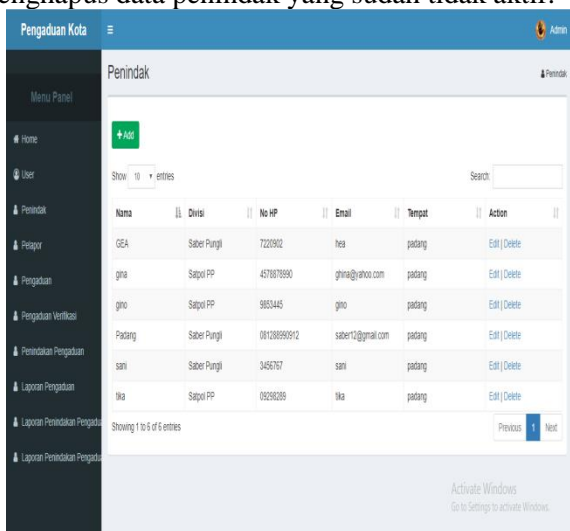 menghapus data penindak yang sudah tidak aktif.
Pengaduan Kota
Admin
Menu Panel
Home
User
Penindak
Pelapor
Pengaduan
Pengaduan Verifikasi
Penindakan Pengaduan
Laporan Pengaduan
Laporan Penindakan Pengadu
Laporan Penindakan Pengadu
Penindak
Penindak
+ Add
Show 10 entries
Search:
Nama Divisi No HP Email Tempat Action
GEA Saber Pungli 7220902 hea padang Edit | Delete
gina Satpol PP 4578878990 ghina@yahoo.com padang Edit | Delete
gino Satpol PP 9853445 gino padang Edit | Delete
Padang Saber Pungli 081288990912 saber12@gmail.com padang Edit | Delete
sani Saber Pungli 3456767 sani padang Edit | Delete
tika Satpol PP 09298289 tika padang Edit | Delete
Showing 1 to 6 of 6 entries
Previous 1 Next
Activate Windows
Go to Settings to activate Windows.